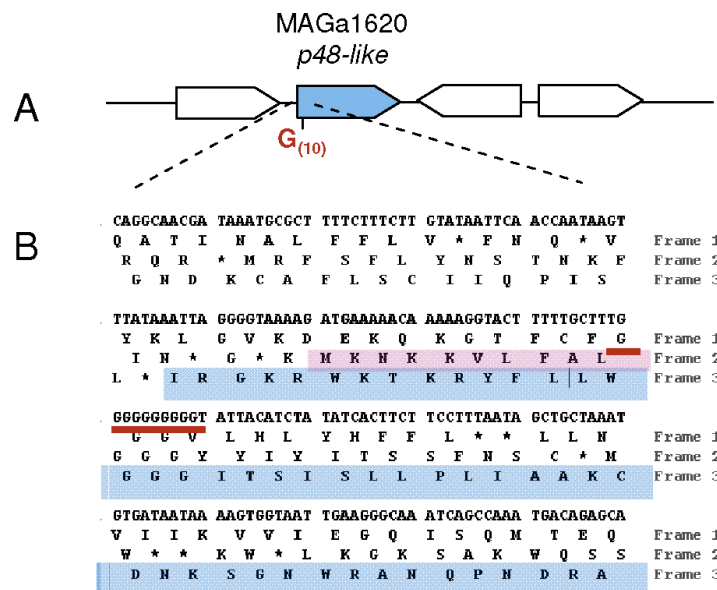 MAGa1620
p48-like
A
G(10)
B
CAGGCAACGA TAAATGCGCT TTTCTTTCTT GTATAATTCA ACCAATAAGT
Q A T I N A L F F L V * F N Q * V Frame 1
R Q R * M R F S F L Y N S T N K F Frame 2
G N D K C A F L S C I I Q P I S Frame 3
TTATAAATTA GGGGTAAAAG ATGAAAAACA AAAAGGTACT TTTTGCTTTG
Y K L G V K D E K Q K G T F C F G Frame 1
I N * G * K M K N K K V L F A L Frame 2
L * I R G K R W K T K R Y F L L W Frame 3
GGGGGGGGGT ATTACATCTA TATCACTTCT TCCTTTAATA GCTGCTAAAT
G G V L H L Y H F F L * * L L N Frame 1
G G G Y Y I Y I T S S F N S C * M Frame 2
G G G I T S I S L L P L I A A K C Frame 3
GTGATAATAA AAGTGGTAAT TGAAGGGCAA ATCAGCCAAA TGACAGAGCA
V I I K V V I E G Q I S Q M T E Q Frame 1
W * * K W * L K G K S A K W Q S S Frame 2
D N K S G N W R A N Q P N D R A Frame 3